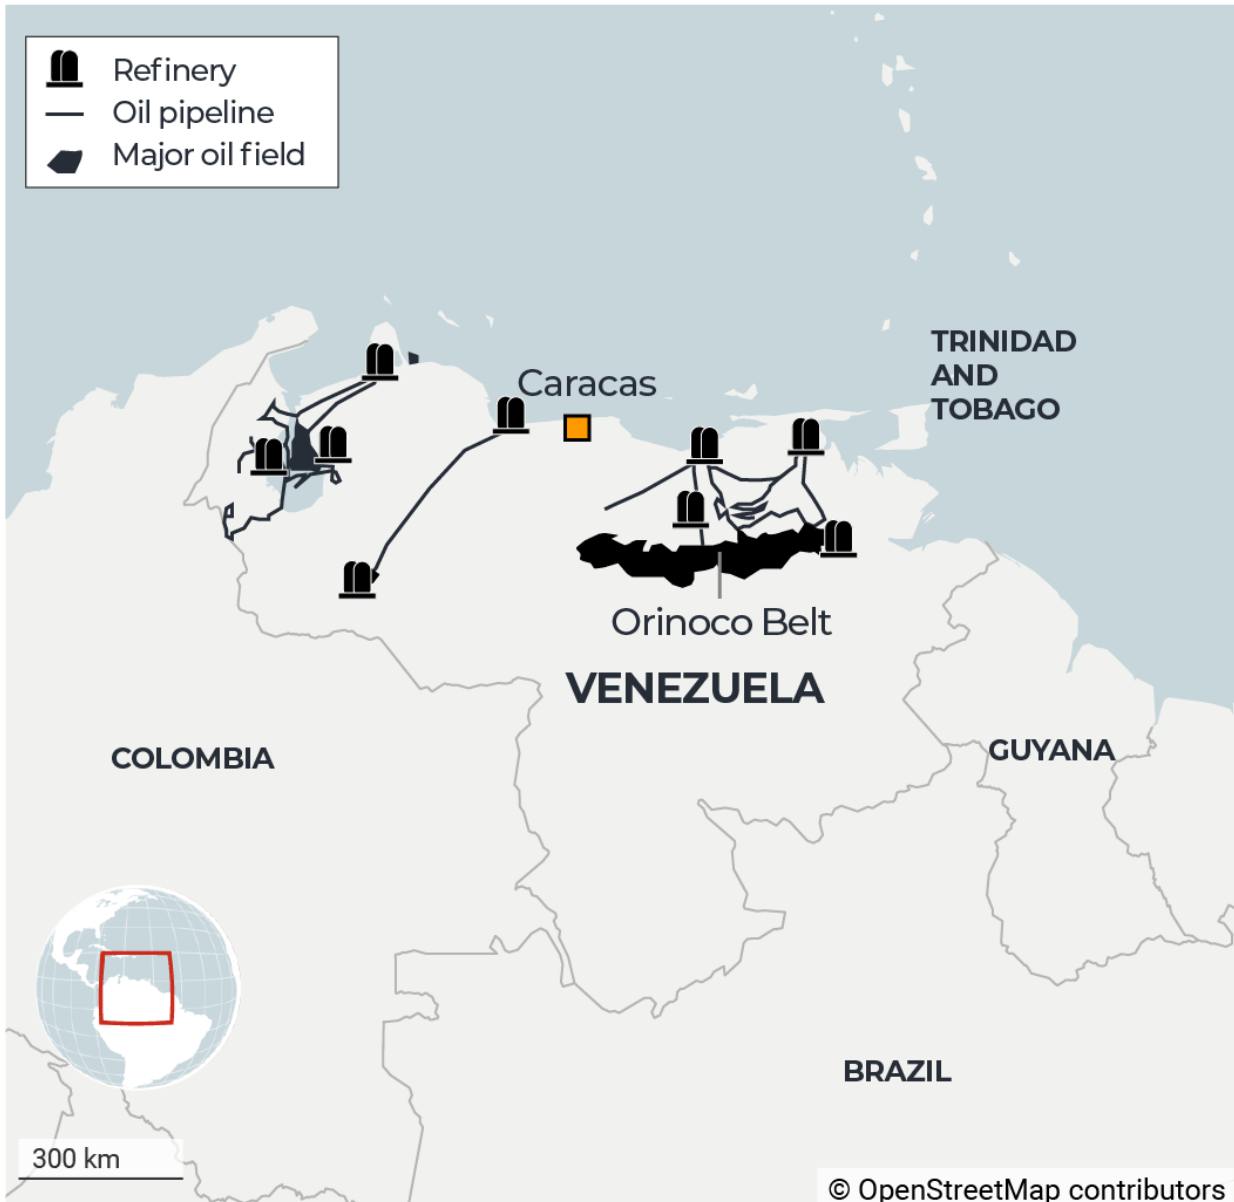 Refinery
Oil pipeline
Major oil field
TRINIDAD
AND
TOBAGO
Caracas
Orinoco Belt
VENEZUELA
COLOMBIA
GUYANA
BRAZIL
300 km
© OpenStreetMap contributors